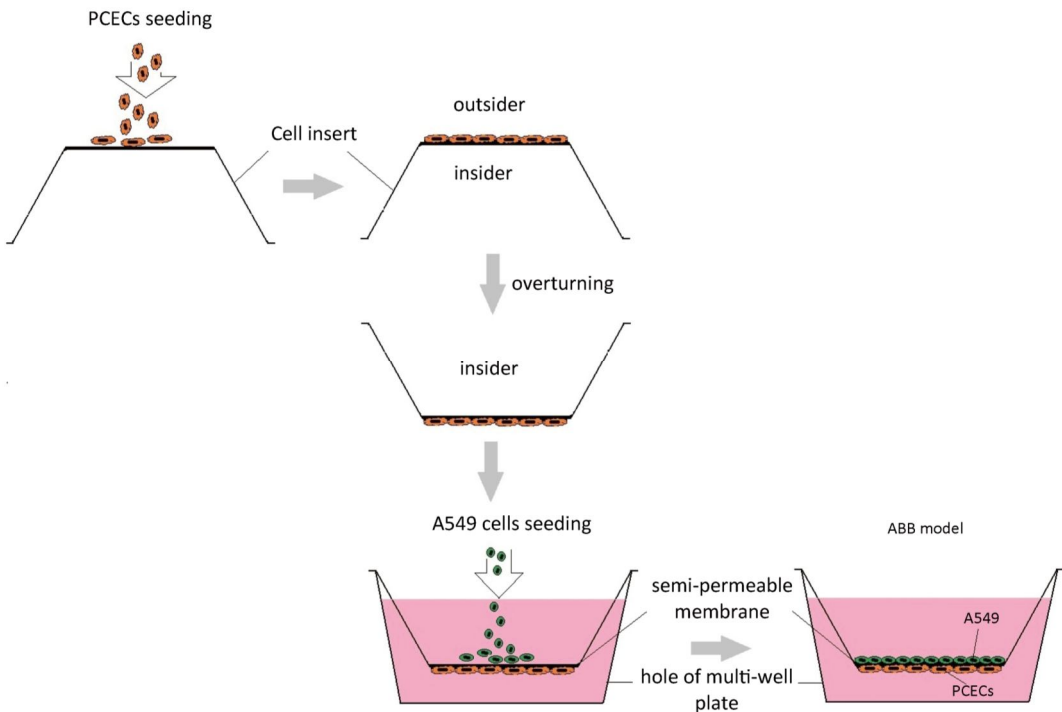 PCECs seeding
Cell insert
outsider
insider
overturning
insider
A549 cells seeding
ABB model
semi-permeable
membrane
A549
hole of multi-well
plate
PCECs